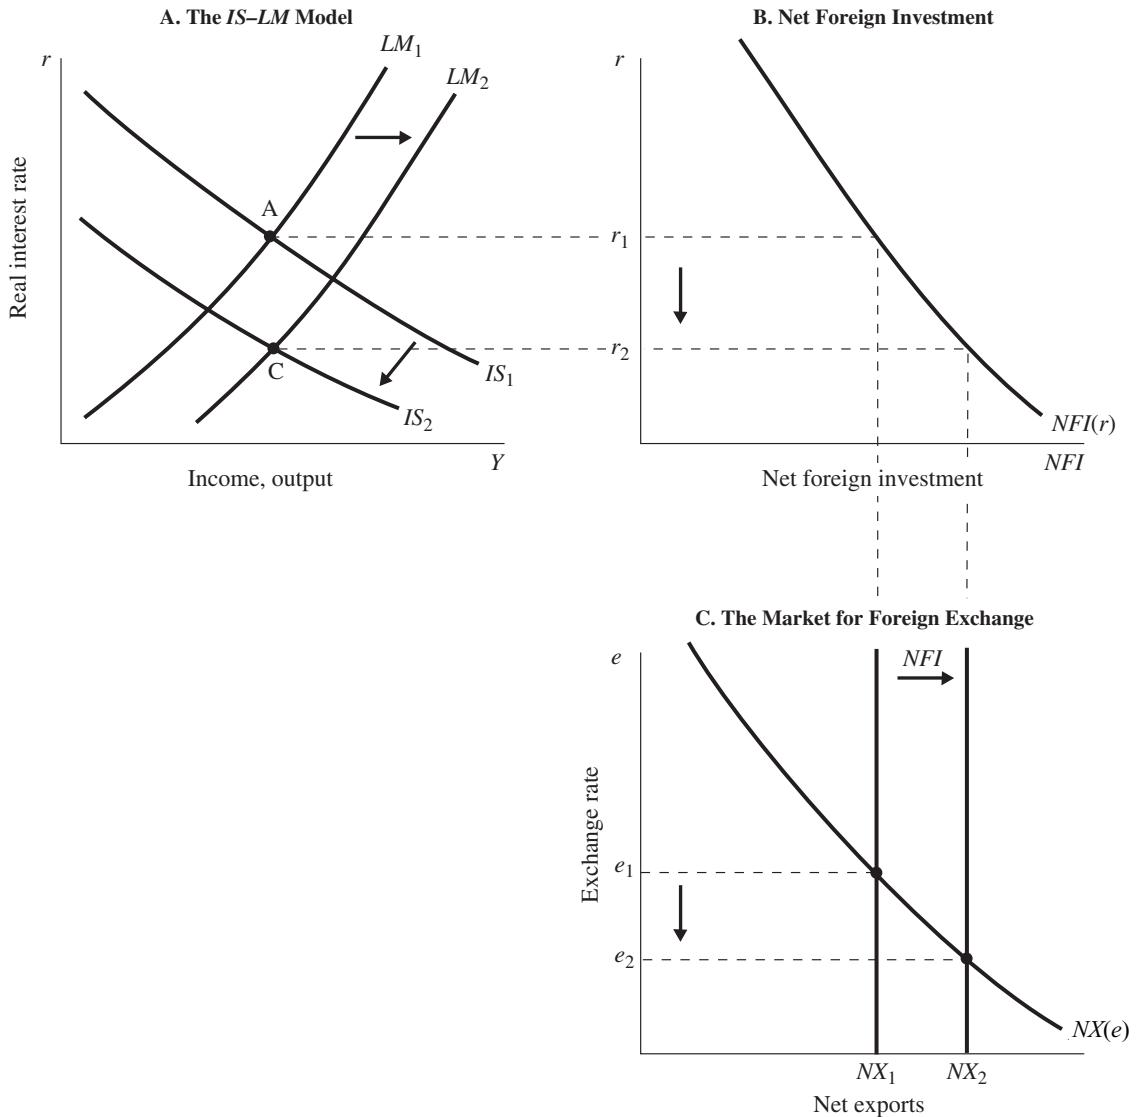 A. The IS–LM Model
r
LM1
LM2
Real interest rate
A
C
IS1
IS2
Y
Income, output
B. Net Foreign Investment
r
r1
r2
NFI(r)
NFI
Net foreign investment
C. The Market for Foreign Exchange
e
NFI
Exchange rate
e1
e2
NX(e)
NX1 NX2
Net exports